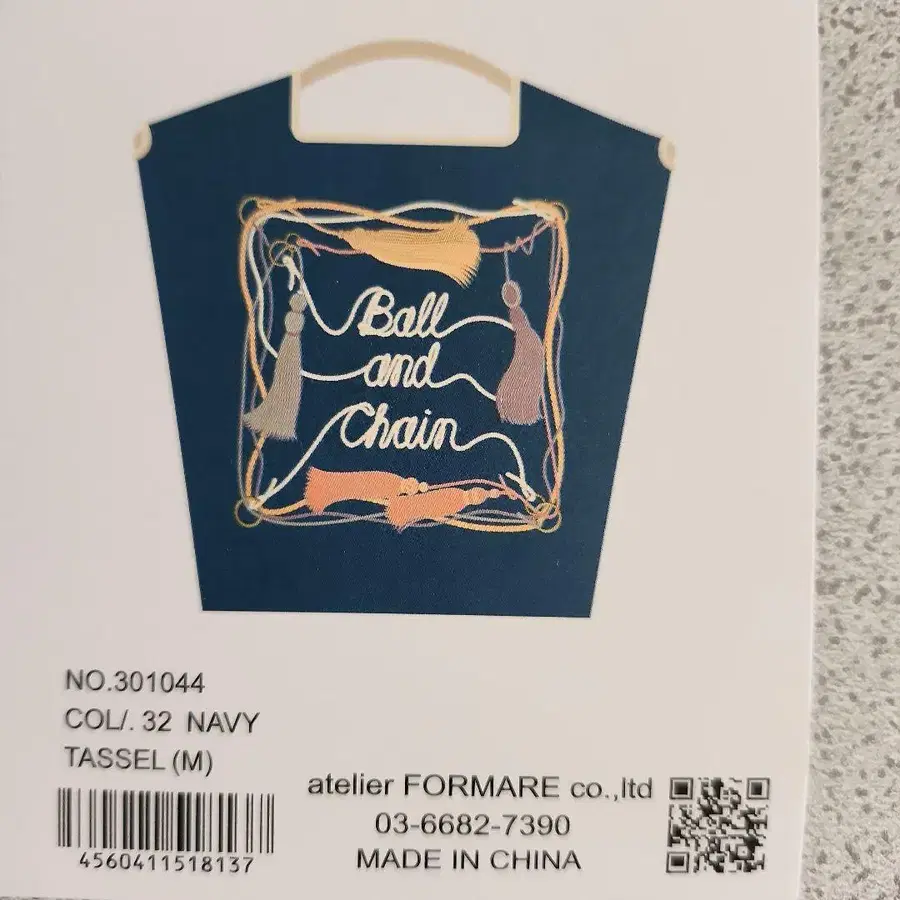 Ball
and
Chain
NO.301044
COL/. 32 NAVY
TASSEL (M)
4560411518137
atelier FORMARE co.,ltd
03-6682-7390
MADE IN CHINA